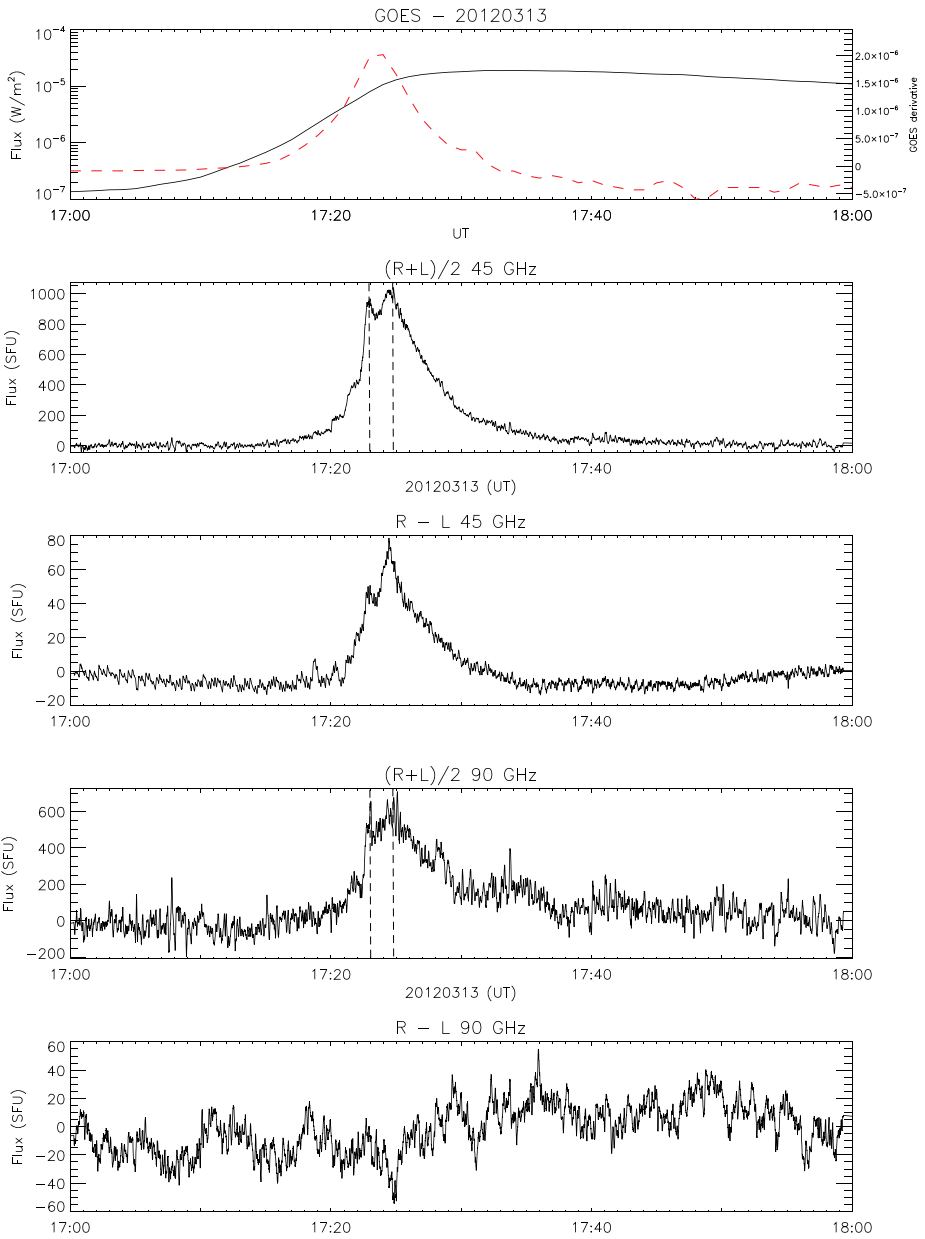 GOES - 20120313
10⁻⁴
10⁻⁵
10⁻⁶
10⁻⁷
Flux (W/m²)
2.0×10⁻⁶
1.5×10⁻⁶
1.0×10⁻⁶
5.0×10⁻⁷
0
-5.0×10⁻⁷
GOES derivative
17:00 17:20 17:40 18:00
UT
(R+L)/2 45 GHz
1000
800
600
400
200
0
Flux (SFU)
17:00 17:20 17:40 18:00
20120313 (UT)
R - L 45 GHz
80
60
40
20
0
-20
Flux (SFU)
17:00 17:20 17:40 18:00
(R+L)/2 90 GHz
600
400
200
0
-200
Flux (SFU)
17:00 17:20 17:40 18:00
20120313 (UT)
R - L 90 GHz
60
40
20
0
-20
-40
-60
Flux (SFU)
17:00 17:20 17:40 18:00